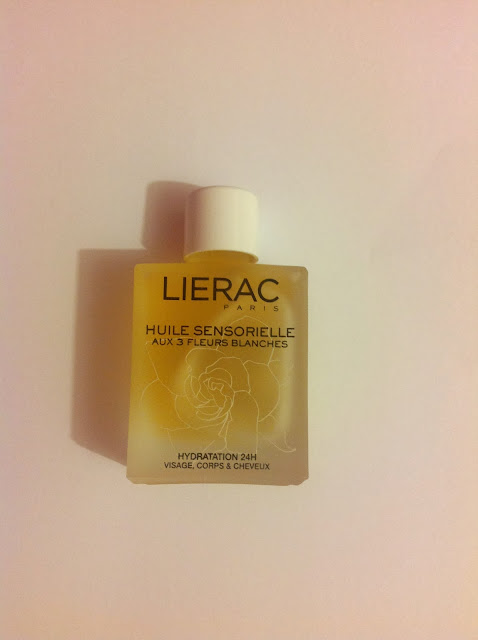 LIERAC
PARIS
HUILE SENSORIELLE
AUX 3 FLEURS BLANCHES
HYDRATATION 24H
VISAGE, CORPS & CHEVEUX